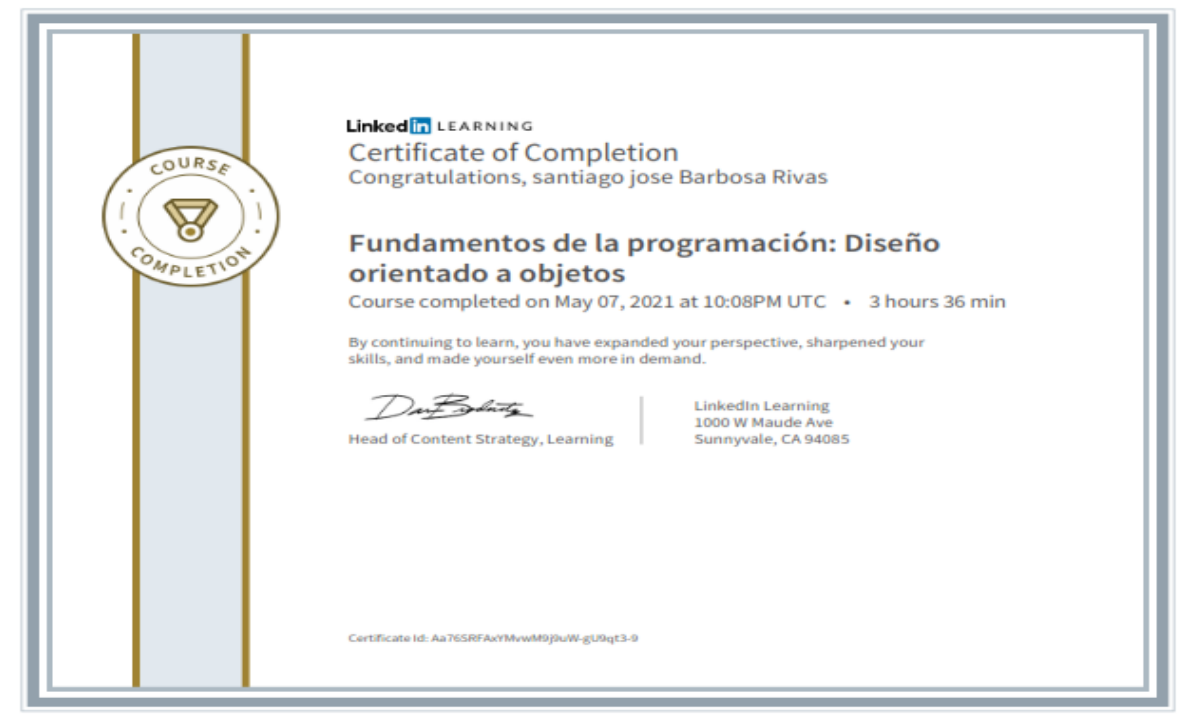 COURSE
COMPLETION
Linkedin LEARNING
Certificate of Completion
Congratulations, santiago jose Barbosa Rivas
Fundamentos de la programación: Diseño
orientado a objetos
Course completed on May 07, 2021 at 10:08PM UTC • 3 hours 36 min
By continuing to learn, you have expanded your perspective, sharpened your
skills, and made yourself even more in demand.
Head of Content Strategy, Learning
LinkedIn Learning
1000 W Maude Ave
Sunnyvale, CA 94085
Certificate Id: